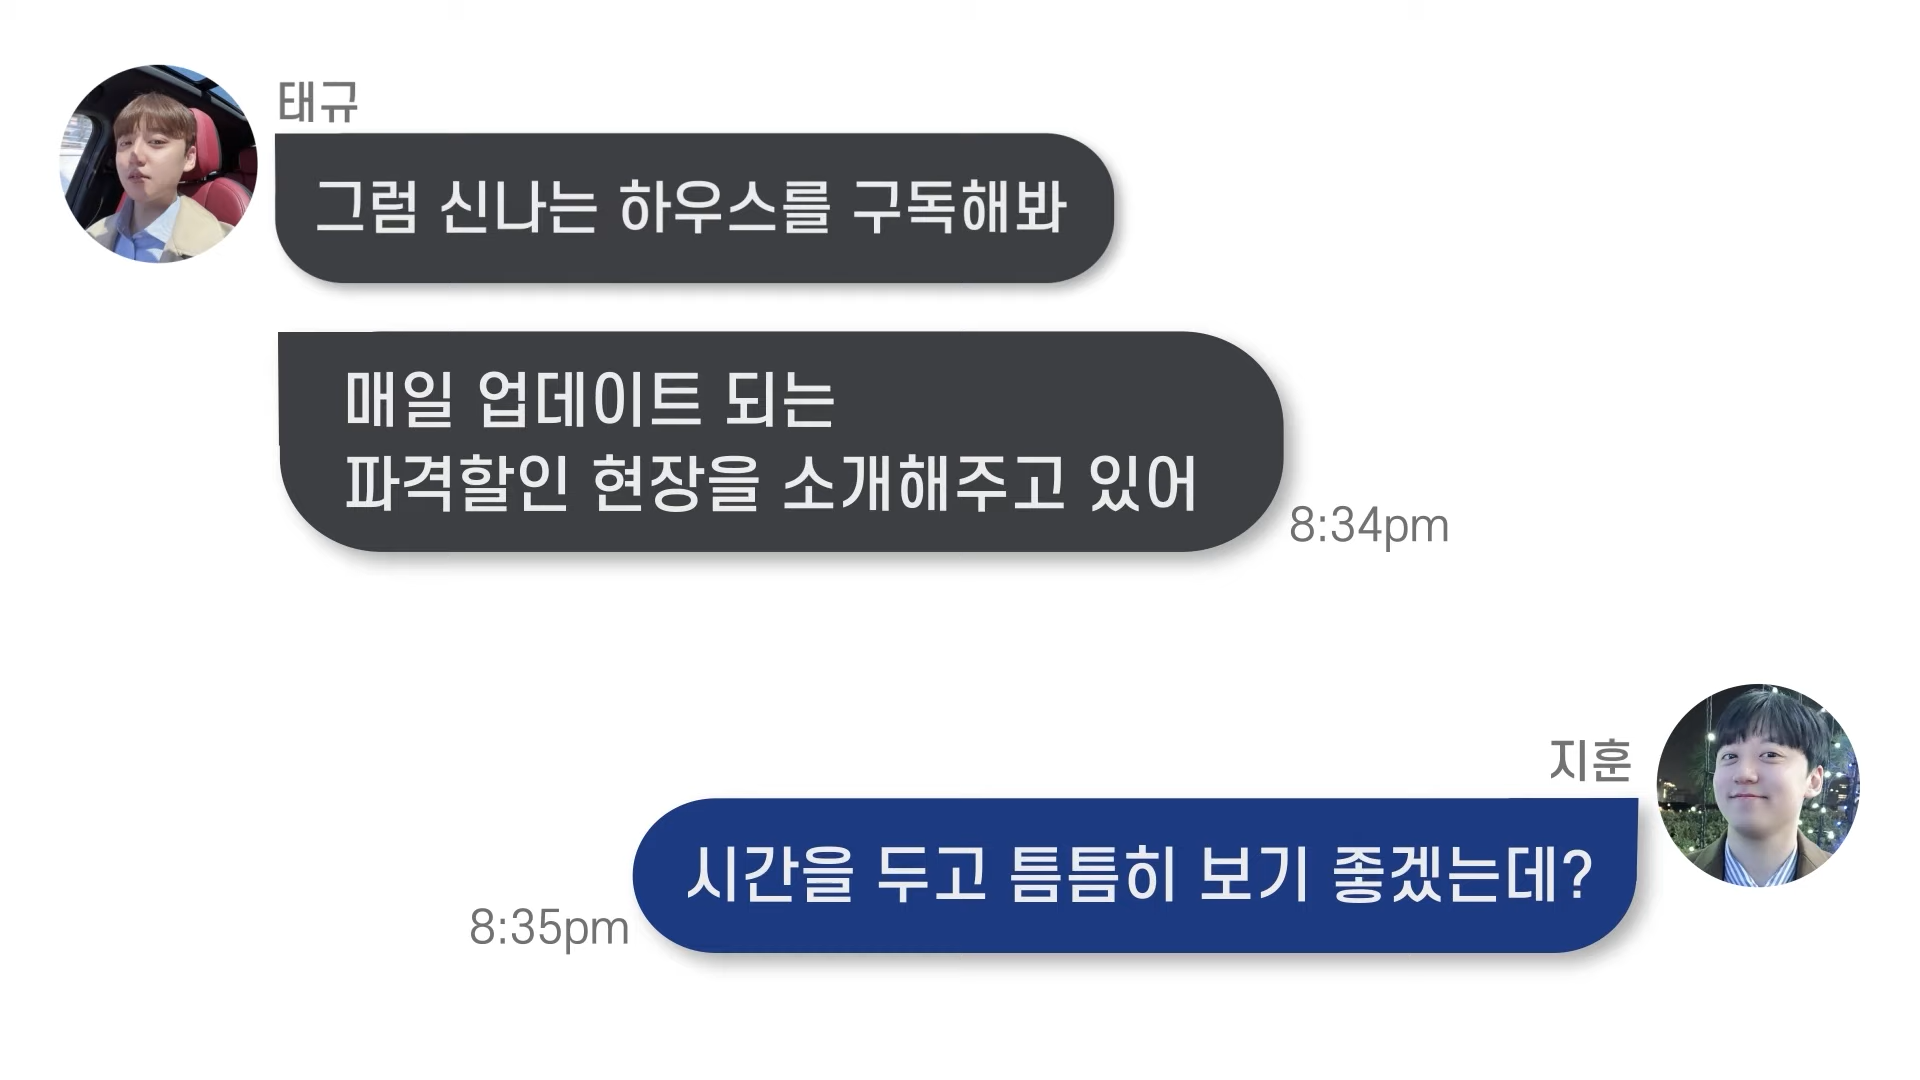 태규
그럼 신나는 하우스를 구독해봐
매일 업데이트 되는
파격할인 현장을 소개해주고 있어
8:34pm
지훈
시간을 두고 틈틈히 보기 좋겠는데?
8:35pm